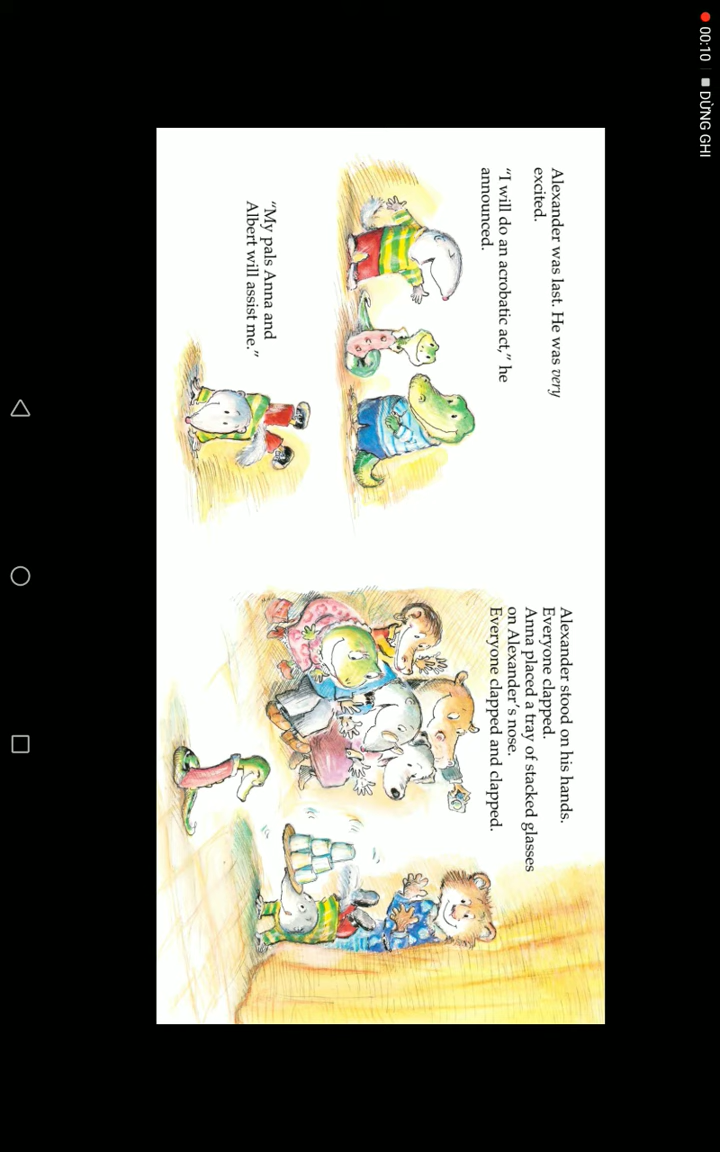 00:10
DỪNG GHI
Alexander was last. He was very
excited.
"I will do an acrobatic act," he
announced.
"My pals Anna and
Albert will assist me."
Alexander stood on his hands.
Everyone clapped.
Anna placed a tray of stacked glasses
on Alexander's nose.
Everyone clapped and clapped.